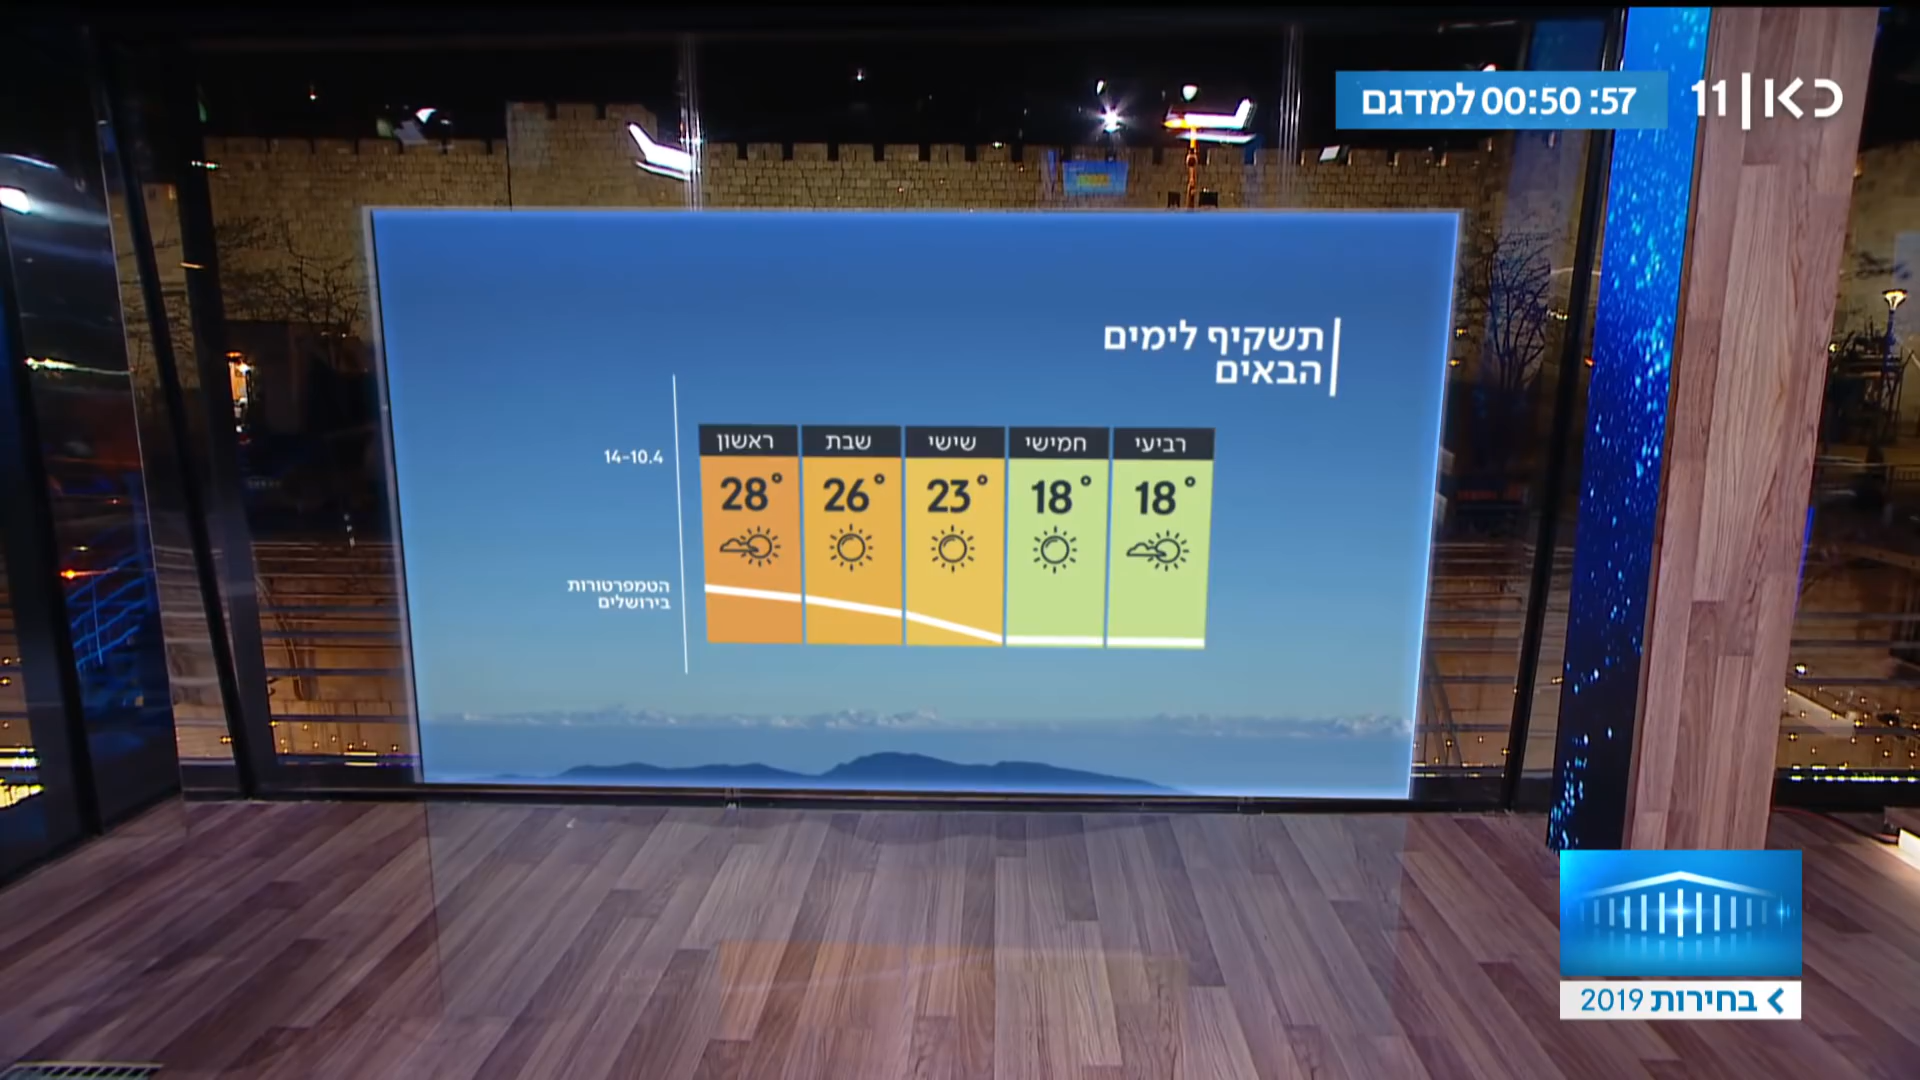 למדגם 00:50:57
כאן 11
תשקיף לימים
הבאים
רביעי חמישי שישי שבת ראשון
18° 18° 23° 26° 28°
14-10.4
הטמפרטורות
בירושלים
בחירות 2019